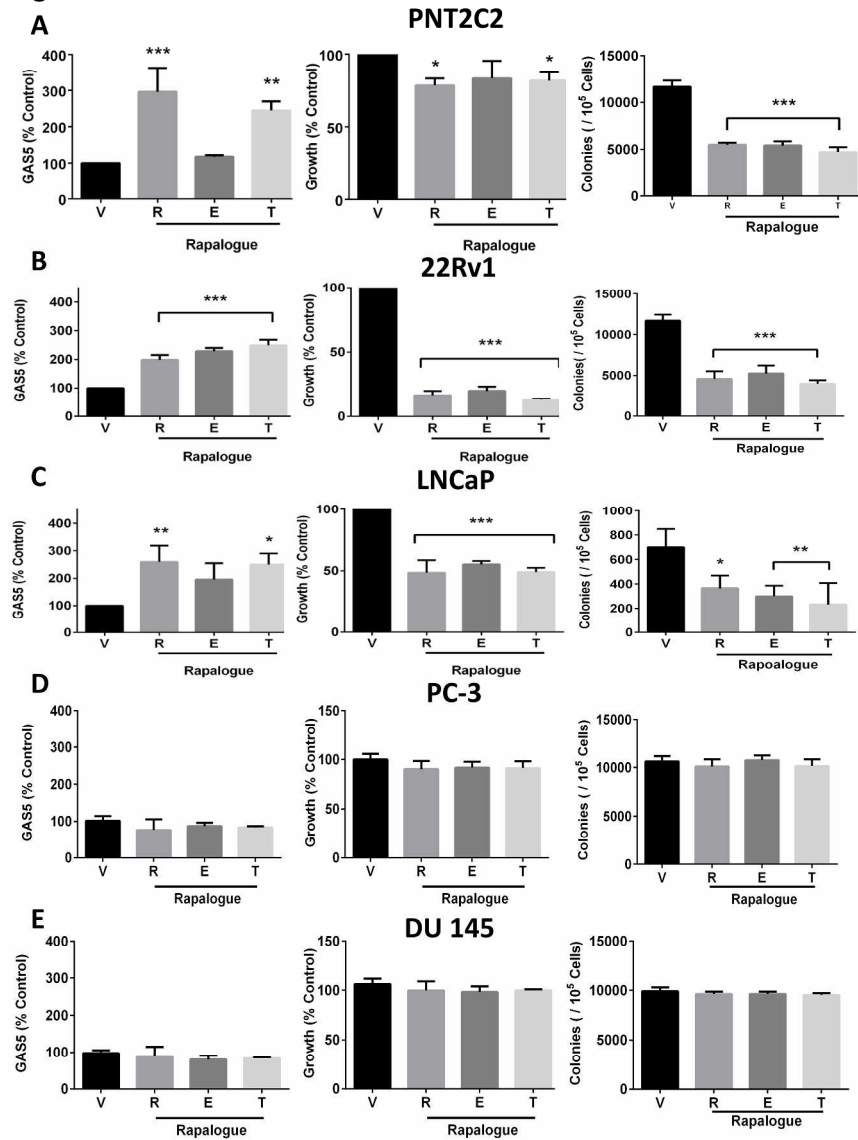 PNT2C2
A
GAS5 (% Control)
400
300
200
100
0
***
**
V R E T
Rapalogue
Growth (% Control)
100
50
0
*
*
V R E T
Rapalogue
Colonies ( / 10⁵ Cells)
15000
10000
5000
0
***
V R E T
Rapalogue
B
22Rv1
GAS5 (% Control)
400
300
200
100
0
***
V R E T
Rapalogue
Growth (% Control)
100
50
0
***
V R E T
Rapalogue
Colonies( / 10⁵ Cells)
15000
10000
5000
0
***
V R E T
Rapalogue
C
LNCaP
GAS5 (% Control)
400
300
200
100
0
**
*
V R E T
Rapalogue
Growth (% Control)
100
50
0
***
V R E T
Rapalogue
Colonies ( / 10⁵ Cells)
1000
800
600
400
200
0
*
**
V R E T
Rapoalogue
D
PC-3
GAS5 (% Control)
400
300
200
100
0
V R E T
Rapalogue
Growth (% Control)
150
100
50
0
V R E T
Rapalogue
Colonies ( / 10⁵ Cells)
15000
10000
5000
0
V R E T
Rapalogue
E
DU 145
GAS5 (% Control)
400
300
200
100
0
V R E T
Rapalogue
Growth (% Control)
150
100
50
0
V R E T
Rapalogue
Colonies ( / 10⁵ Cells)
15000
10000
5000
0
V R E T
Rapalogue